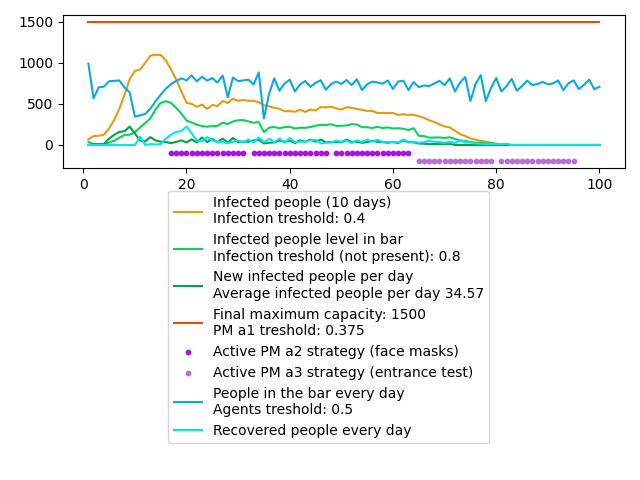 1500
1000
500
0
0 20 40 60 80 100
Infected people (10 days)
Infection treshold: 0.4
Infected people level in bar
Infection treshold (not present): 0.8
New infected people per day
Average infected people per day 34.57
Final maximum capacity: 1500
PM a1 treshold: 0.375
Active PM a2 strategy (face masks)
Active PM a3 strategy (entrance test)
People in the bar every day
Agents treshold: 0.5
Recovered people every day